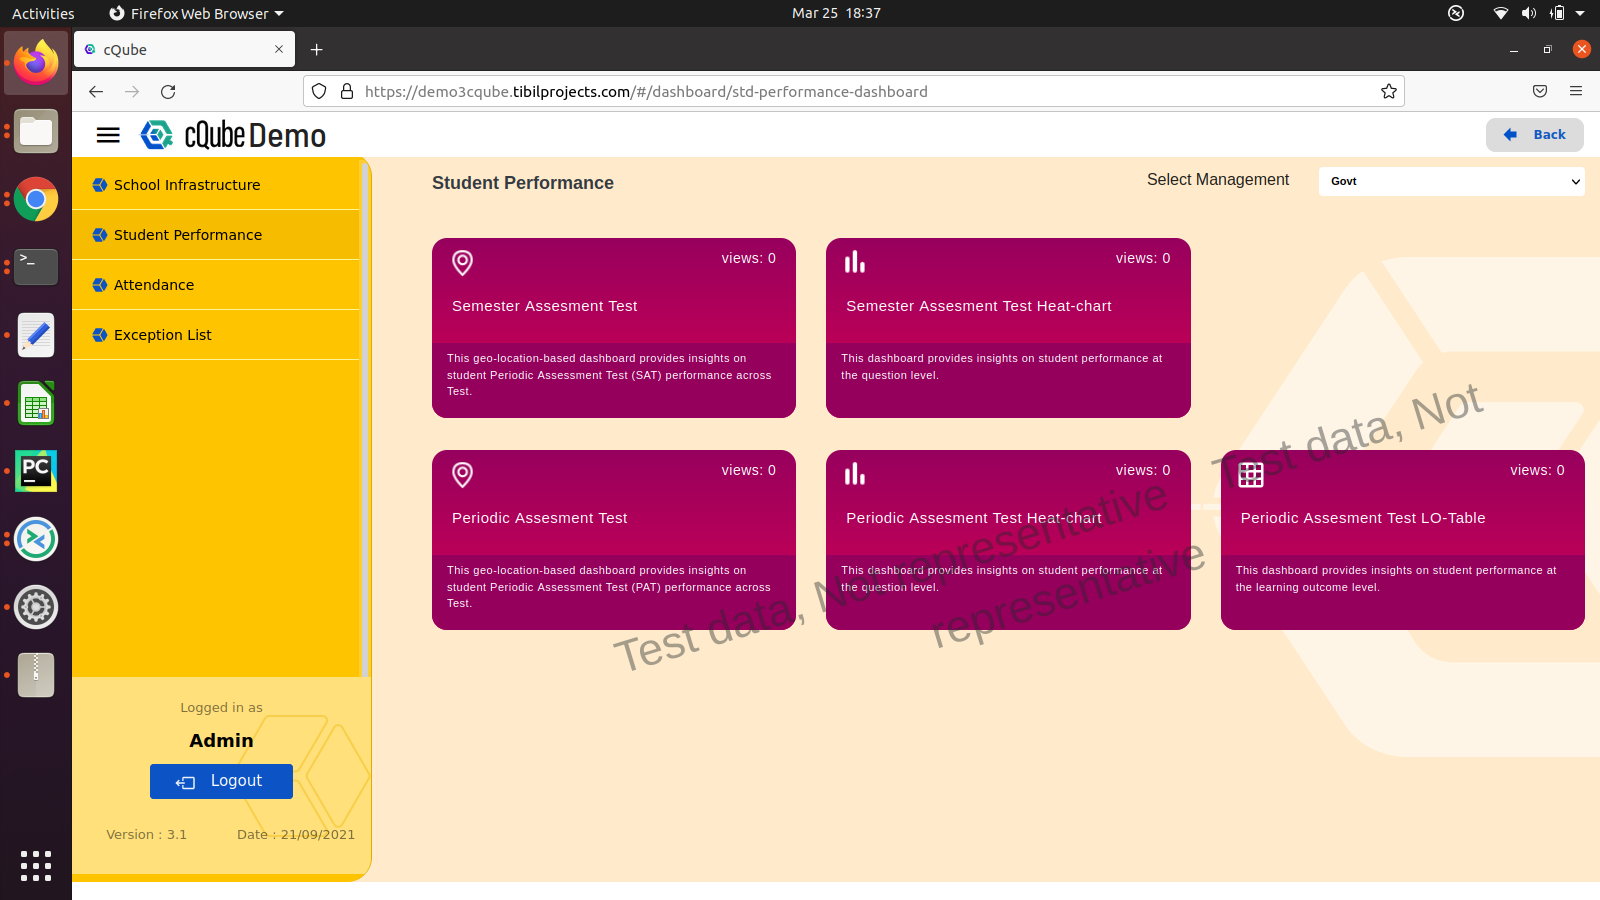 Activities
Firefox Web Browser
Mar 25 18:37
cQube
https://demo3cqube.tibilprojects.com/#/dashboard/std-performance-dashboard
cQube Demo
Back
School Infrastructure
Student Performance
Attendance
Exception List
Logged in as
Admin
Logout
Version : 3.1
Date : 21/09/2021
Student Performance
Select Management
Govt
views: 0
Semester Assesment Test
This geo-location-based dashboard provides insights on
student Periodic Assessment Test (SAT) performance across
Test.
views: 0
Semester Assesment Test Heat-chart
This dashboard provides insights on student performance at
the question level.
views: 0
Periodic Assesment Test
This geo-location-based dashboard provides insights on
student Periodic Assessment Test (PAT) performance across
Test.
views: 0
Periodic Assesment Test Heat-chart
This dashboard provides insights on student performance at
the question level.
views: 0
Periodic Assesment Test LO-Table
This dashboard provides insights on student performance at
the learning outcome level.
Test data, Not representative
Test data, Not
representative
PC